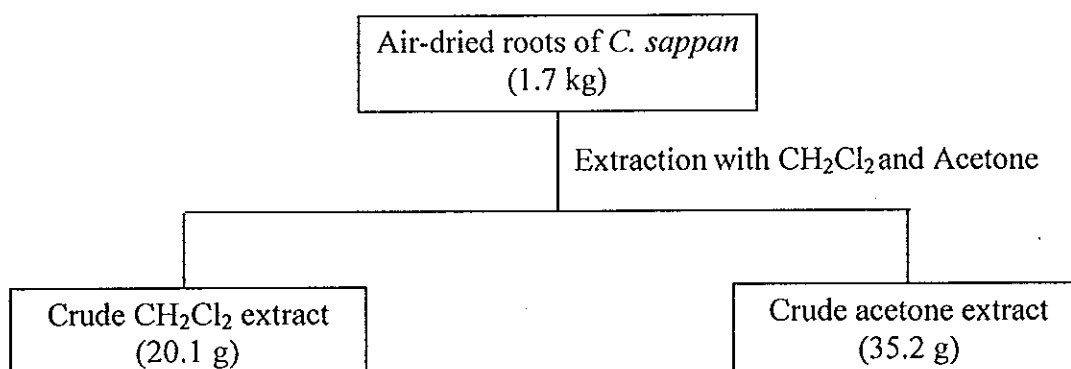 Air-dried roots of C. sappan
(1.7 kg)
Extraction with CH₂Cl₂ and Acetone
Crude CH₂Cl₂ extract
(20.1 g)
Crude acetone extract
(35.2 g)